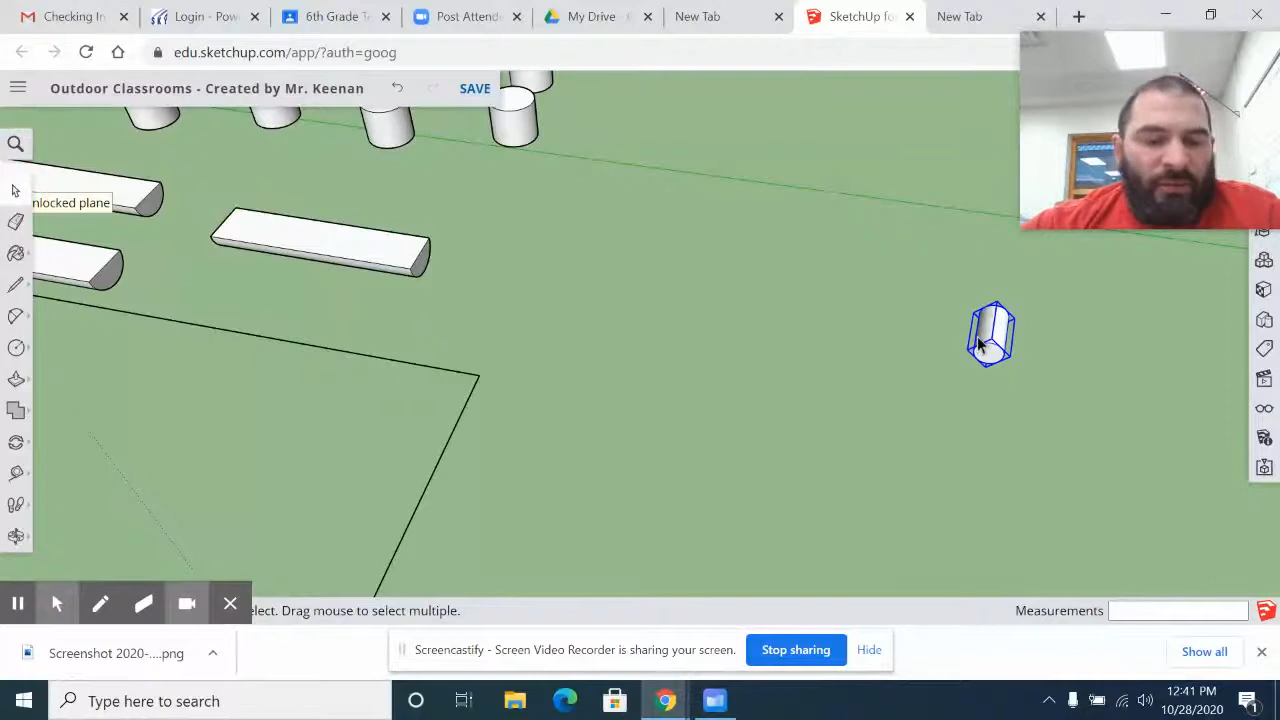 Checking
Login - Pow
6th Grade T
Post Attend
My Drive -
New Tab
SketchUp fo
New Tab
edu.sketchup.com/app/?auth=goog
Outdoor Classrooms - Created by Mr. Keenan
SAVE
nlocked plane
elect. Drag mouse to select multiple.
Measurements
Screenshot 2020-....png
Screencastify - Screen Video Recorder is sharing your screen.
Stop sharing
Hide
Show all
Type here to search
12:41 PM
10/28/2020
1